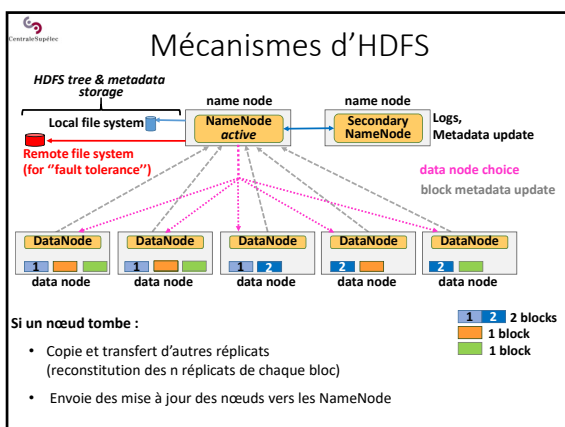 CentraleSupélec
Mécanismes d’HDFS
HDFS tree & metadata
storage
name node
name node
Local file system
NameNode
active
Secondary
NameNode
Logs,
Metadata update
Remote file system
(for ‘’fault tolerance’’)
data node choice
block metadata update
DataNode
DataNode
DataNode
DataNode
DataNode
1
1
1 2
2
2
data node
data node
data node
data node
data node
Si un nœud tombe :
1 2 2 blocks
1 block
1 block
• Copie et transfert d’autres réplicats
(reconstitution des n réplicats de chaque bloc)
• Envoie des mise à jour des nœuds vers les NameNode